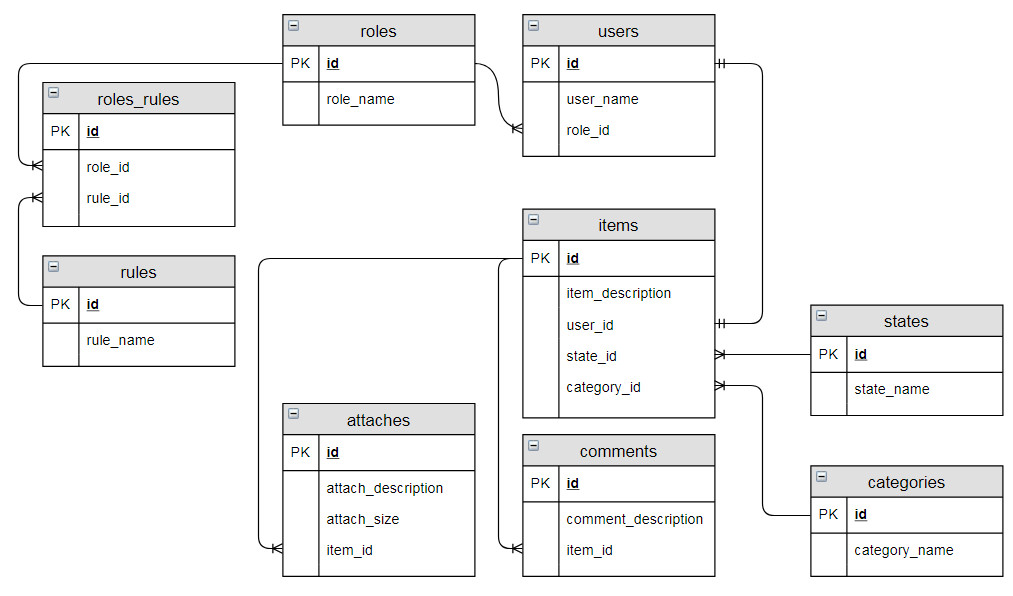 roles
PK id
role_name
users
PK id
user_name
role_id
roles_rules
PK id
role_id
rule_id
rules
PK id
rule_name
items
PK id
item_description
user_id
state_id
category_id
states
PK id
state_name
attaches
PK id
attach_description
attach_size
item_id
comments
PK id
comment_description
item_id
categories
PK id
category_name